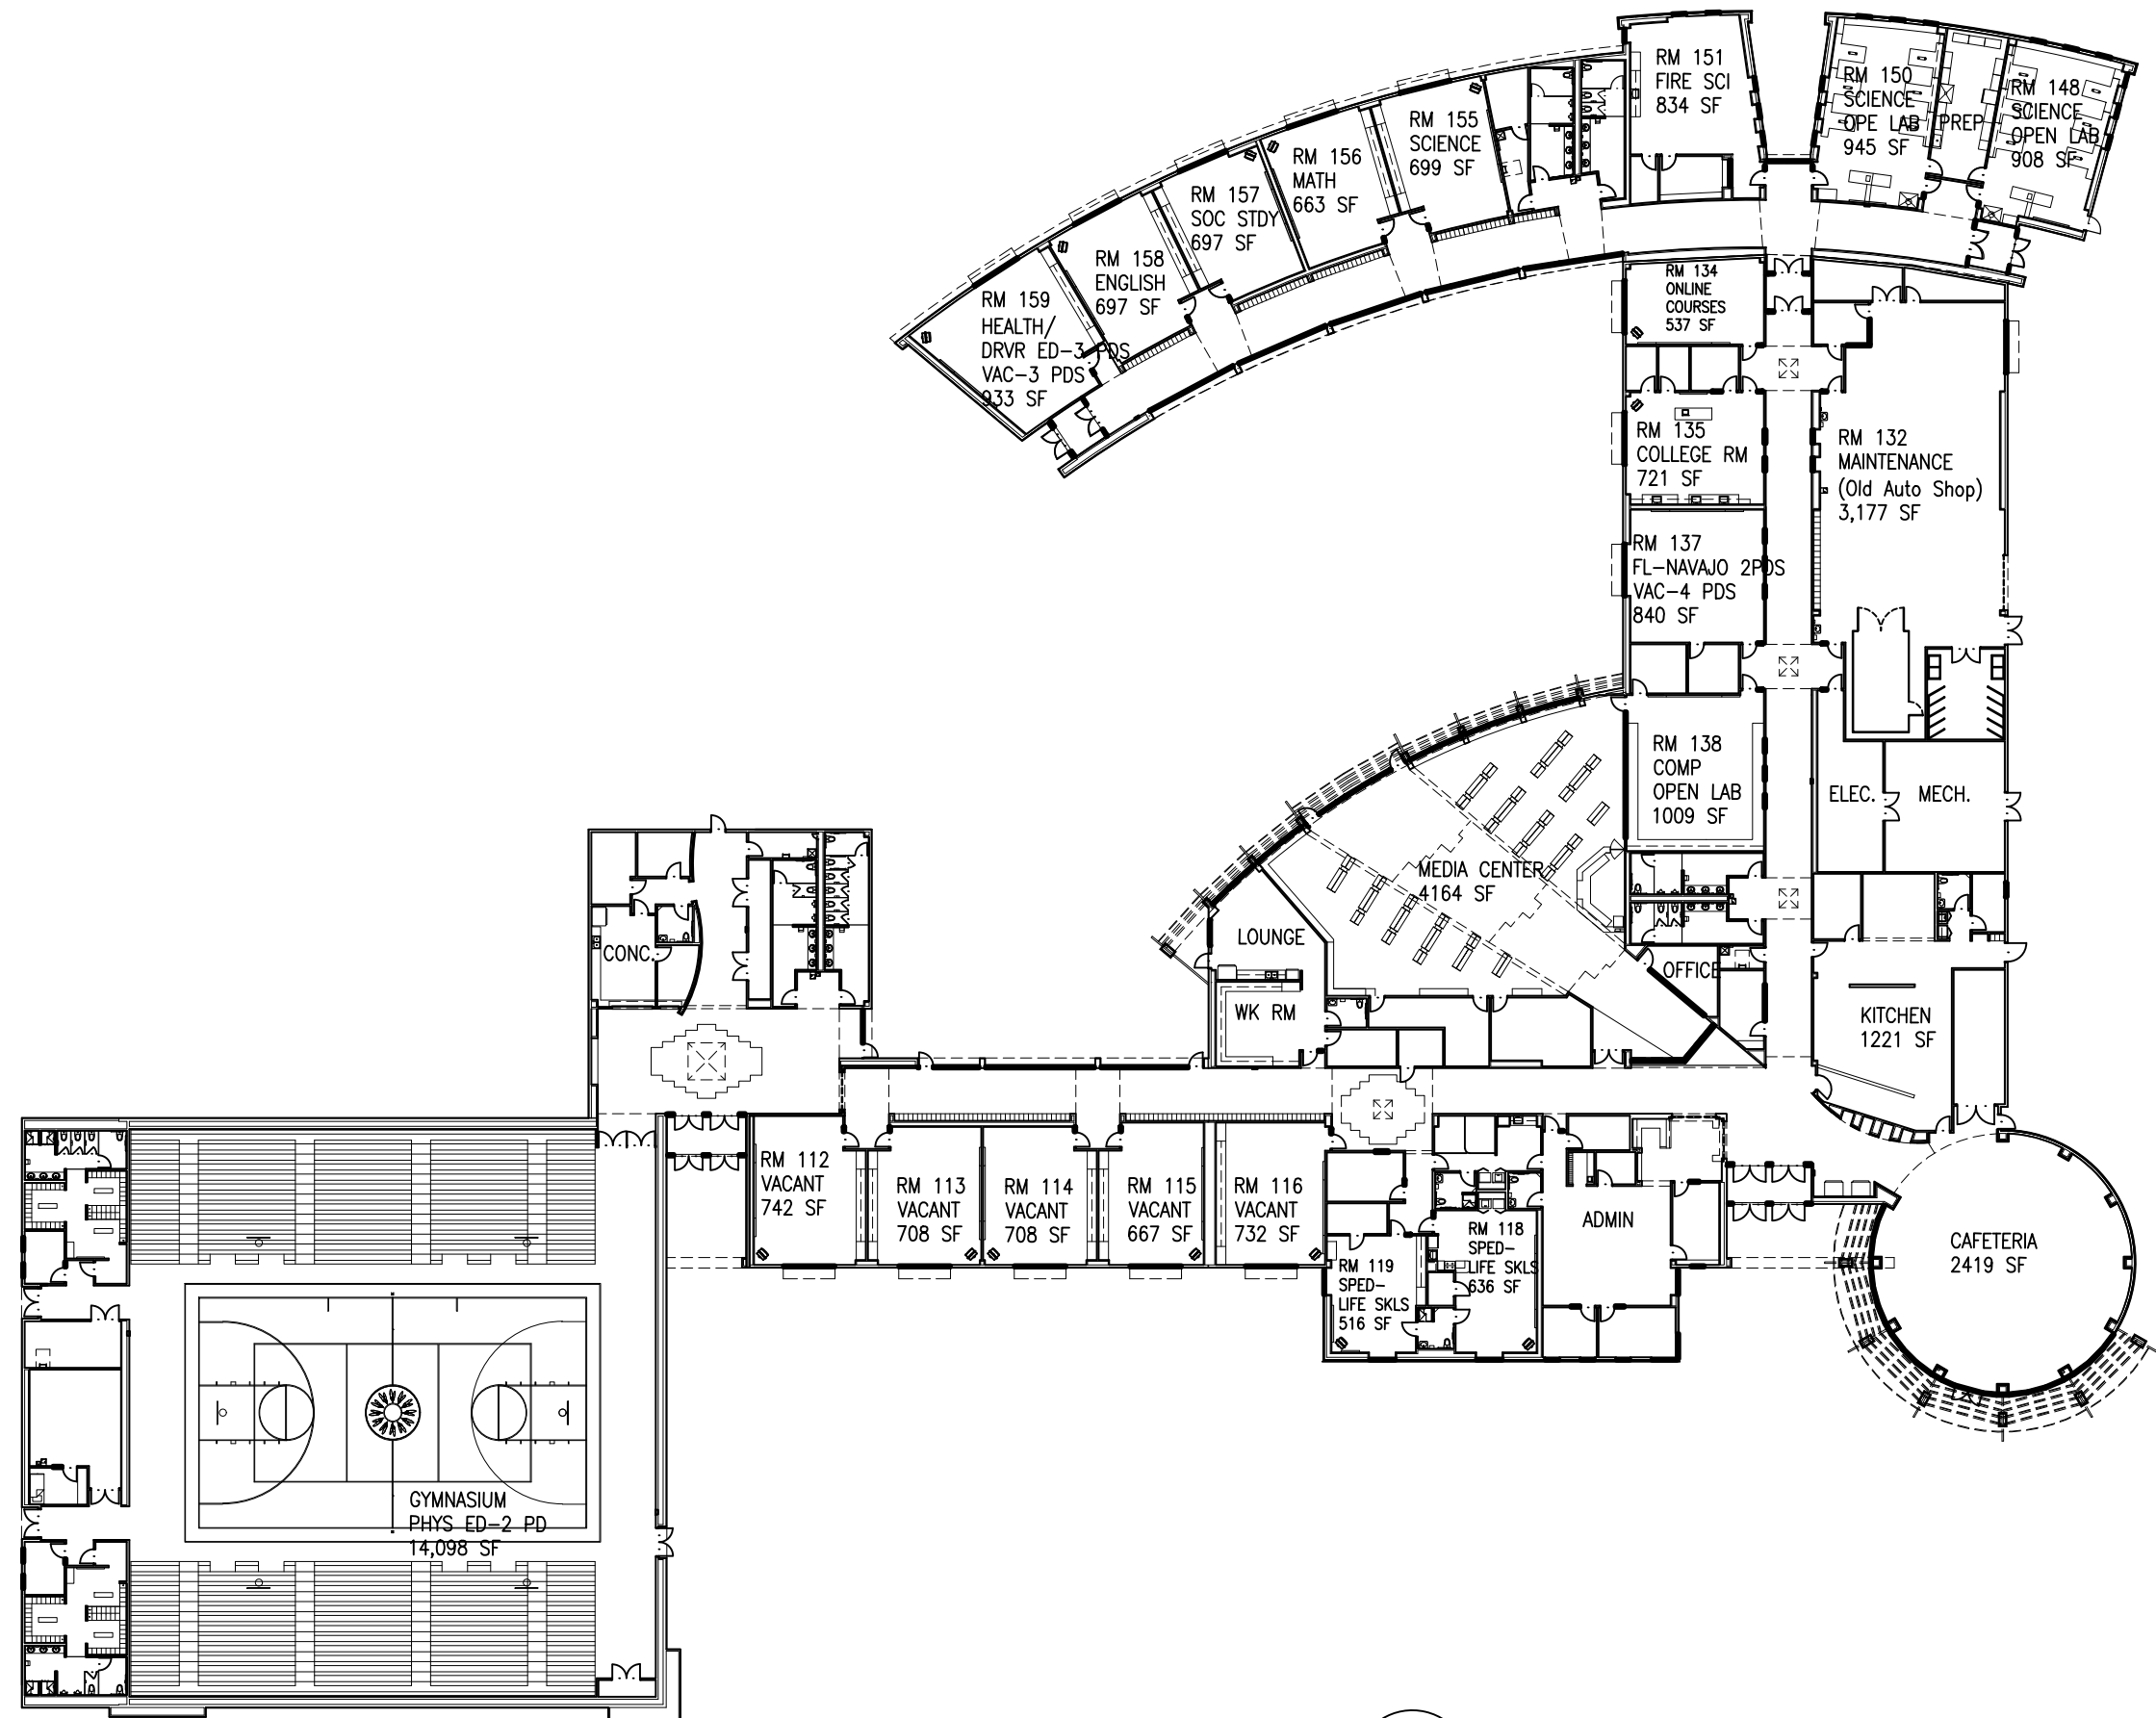 RM 151
FIRE SCI
834 SF
RM 150
SCIENCE
OPE LAB
945 SF
PREP
RM 148
SCIENCE
OPEN LAB
908 SF
RM 155
SCIENCE
699 SF
RM 156
MATH
663 SF
RM 157
SOC STDY
697 SF
RM 158
ENGLISH
697 SF
RM 159
HEALTH/
DRVR ED-3 PDS
VAC-3 PDS
933 SF
RM 134
ONLINE
COURSES
537 SF
RM 135
COLLEGE RM
721 SF
RM 132
MAINTENANCE
(Old Auto Shop)
3,177 SF
RM 137
FL-NAVAJO 2PDS
VAC-4 PDS
840 SF
RM 138
COMP
OPEN LAB
1009 SF
ELEC.
MECH.
MEDIA CENTER
4164 SF
LOUNGE
CONC.
OFFICE
WK RM
KITCHEN
1221 SF
RM 112
VACANT
742 SF
RM 113
VACANT
708 SF
RM 114
VACANT
708 SF
RM 115
VACANT
667 SF
RM 116
VACANT
732 SF
RM 119
SPED-
LIFE SKLS
516 SF
RM 118
SPED-
LIFE SKLS
636 SF
ADMIN
CAFETERIA
2419 SF
GYMNASIUM
PHYS ED-2 PD
14,098 SF